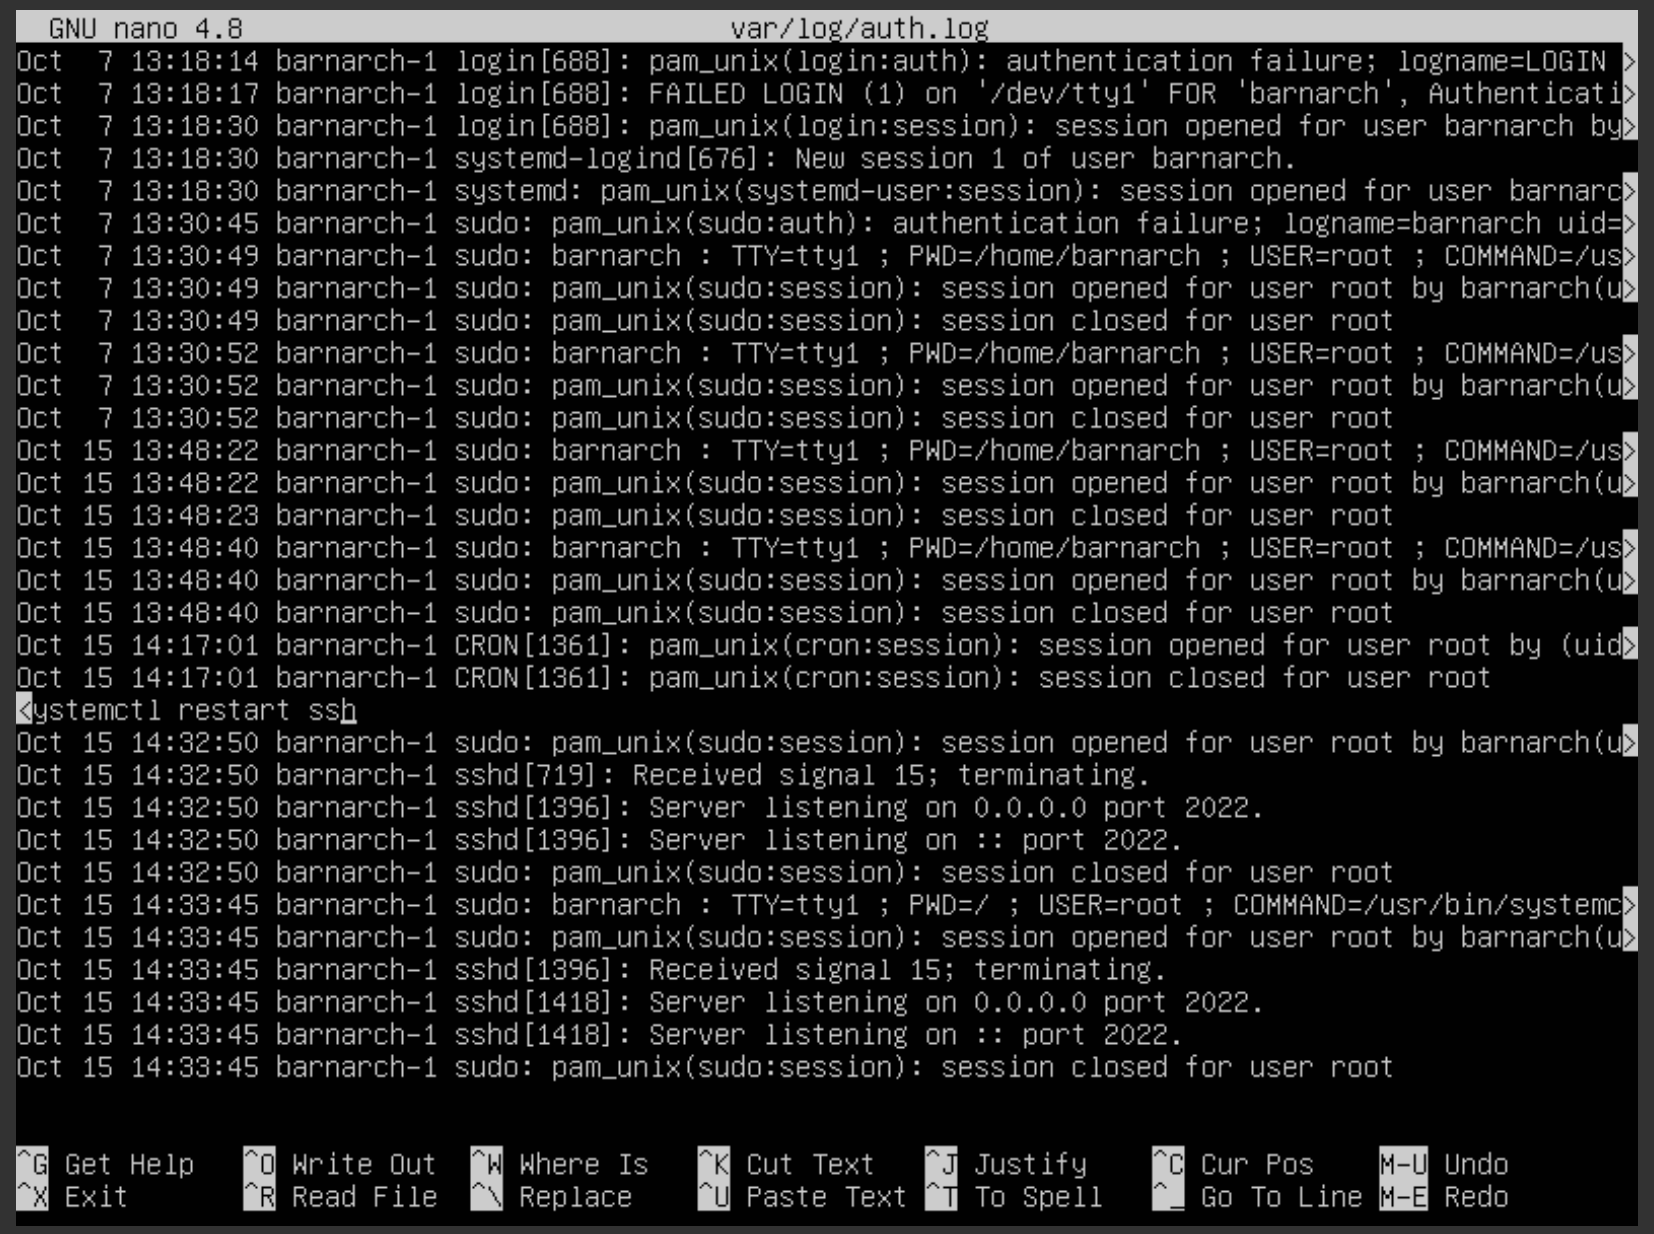 GNU nano 4.8 var/log/auth.log
Oct  7 13:18:14 barnarch-1 login[688]: pam_unix(login:auth): authentication failure; logname=LOGIN >
Oct  7 13:18:17 barnarch-1 login[688]: FAILED LOGIN (1) on '/dev/tty1' FOR 'barnarch', Authenticati>
Oct  7 13:18:30 barnarch-1 login[688]: pam_unix(login:session): session opened for user barnarch by>
Oct  7 13:18:30 barnarch-1 systemd-logind[676]: New session 1 of user barnarch.
Oct  7 13:18:30 barnarch-1 systemd: pam_unix(systemd-user:session): session opened for user barnarc>
Oct  7 13:30:45 barnarch-1 sudo: pam_unix(sudo:auth): authentication failure; logname=barnarch uid=>
Oct  7 13:30:49 barnarch-1 sudo: barnarch : TTY=tty1 ; PWD=/home/barnarch ; USER=root ; COMMAND=/us>
Oct  7 13:30:49 barnarch-1 sudo: pam_unix(sudo:session): session opened for user root by barnarch(u>
Oct  7 13:30:49 barnarch-1 sudo: pam_unix(sudo:session): session closed for user root
Oct  7 13:30:52 barnarch-1 sudo: barnarch : TTY=tty1 ; PWD=/home/barnarch ; USER=root ; COMMAND=/us>
Oct  7 13:30:52 barnarch-1 sudo: pam_unix(sudo:session): session opened for user root by barnarch(u>
Oct  7 13:30:52 barnarch-1 sudo: pam_unix(sudo:session): session closed for user root
Oct 15 13:48:22 barnarch-1 sudo: barnarch : TTY=tty1 ; PWD=/home/barnarch ; USER=root ; COMMAND=/us>
Oct 15 13:48:22 barnarch-1 sudo: pam_unix(sudo:session): session opened for user root by barnarch(u>
Oct 15 13:48:23 barnarch-1 sudo: pam_unix(sudo:session): session closed for user root
Oct 15 13:48:40 barnarch-1 sudo: barnarch : TTY=tty1 ; PWD=/home/barnarch ; USER=root ; COMMAND=/us>
Oct 15 13:48:40 barnarch-1 sudo: pam_unix(sudo:session): session opened for user root by barnarch(u>
Oct 15 13:48:40 barnarch-1 sudo: pam_unix(sudo:session): session closed for user root
Oct 15 14:17:01 barnarch-1 CRON[1361]: pam_unix(cron:session): session opened for user root by (uid>
Oct 15 14:17:01 barnarch-1 CRON[1361]: pam_unix(cron:session): session closed for user root
<ystemctl restart ssh
Oct 15 14:32:50 barnarch-1 sudo: pam_unix(sudo:session): session opened for user root by barnarch(u>
Oct 15 14:32:50 barnarch-1 sshd[719]: Received signal 15; terminating.
Oct 15 14:32:50 barnarch-1 sshd[1396]: Server listening on 0.0.0.0 port 2022.
Oct 15 14:32:50 barnarch-1 sshd[1396]: Server listening on :: port 2022.
Oct 15 14:32:50 barnarch-1 sudo: pam_unix(sudo:session): session closed for user root
Oct 15 14:33:45 barnarch-1 sudo: barnarch : TTY=tty1 ; PWD=/ ; USER=root ; COMMAND=/usr/bin/systemc>
Oct 15 14:33:45 barnarch-1 sudo: pam_unix(sudo:session): session opened for user root by barnarch(u>
Oct 15 14:33:45 barnarch-1 sshd[1396]: Received signal 15; terminating.
Oct 15 14:33:45 barnarch-1 sshd[1418]: Server listening on 0.0.0.0 port 2022.
Oct 15 14:33:45 barnarch-1 sshd[1418]: Server listening on :: port 2022.
Oct 15 14:33:45 barnarch-1 sudo: pam_unix(sudo:session): session closed for user root
^G Get Help ^O Write Out ^W Where Is ^K Cut Text ^J Justify ^C Cur Pos M-U Undo
^X Exit ^R Read File ^\ Replace ^U Paste Text ^T To Spell ^_ Go To Line M-E Redo